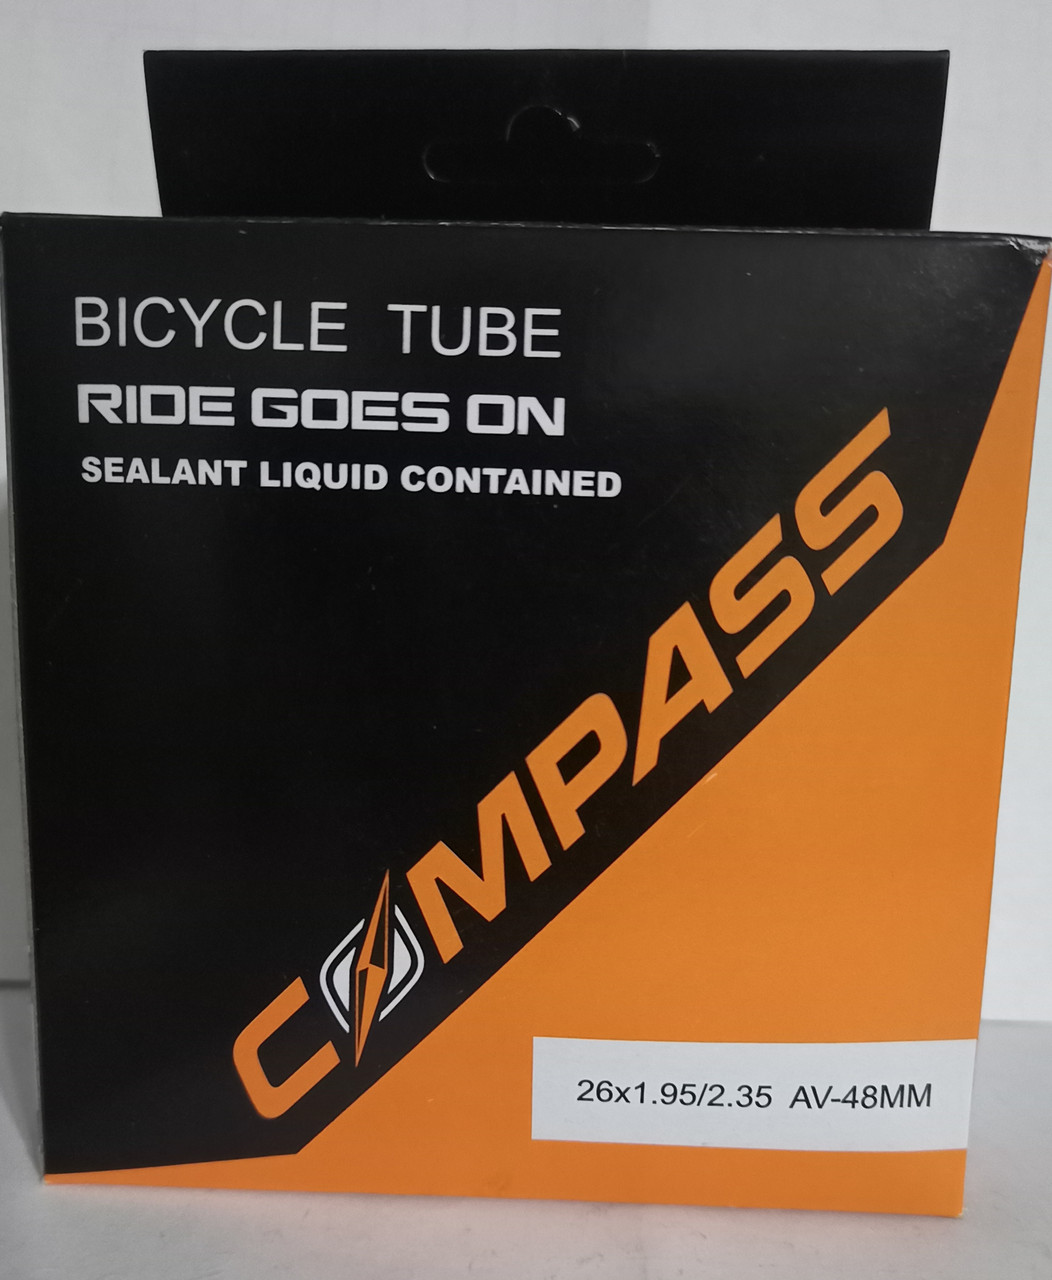 BICYCLE TUBE
RIDE GOES ON
SEALANT LIQUID CONTAINED
COMPASS
26x1.95/2.35 AV-48MM